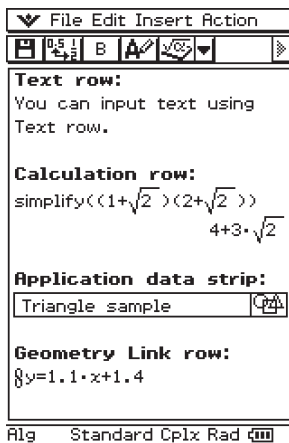 File Edit Insert Action
B
Text row:
You can input text using
Text row.
Calculation row:
simplify((1+√2)(2+√2))
4+3·√2
Application data strip:
Triangle sample
Geometry Link row:
y=1.1·x+1.4
Alg Standard Cplx Rad